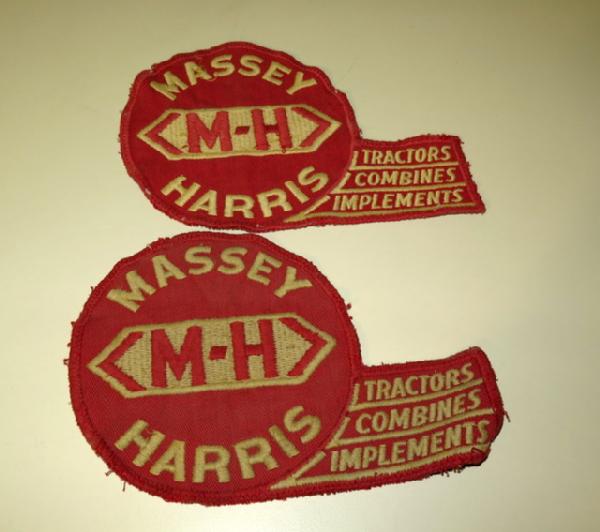 MASSEY
M-H
HARRIS
TRACTORS
COMBINES
IMPLEMENTS
MASSEY
M-H
HARRIS
TRACTORS
COMBINES
IMPLEMENTS